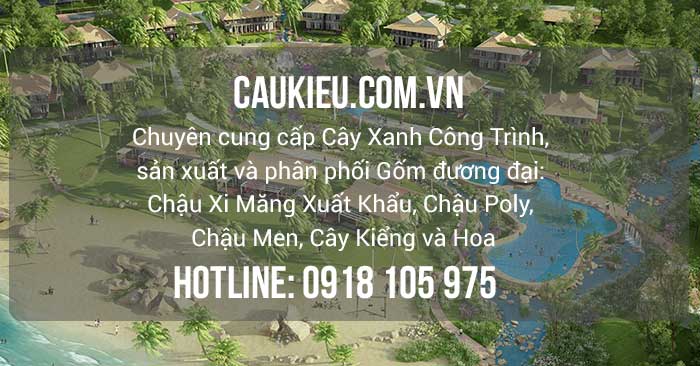 CAUKIEU.COM.VN
Chuyên cung cấp Cây Xanh Công Trình,
sản xuất và phân phối Gốm đương đại:
Chậu Xi Măng Xuất Khẩu, Chậu Poly,
Chậu Men, Cây Kiểng và Hoa
HOTLINE: 0918 105 975